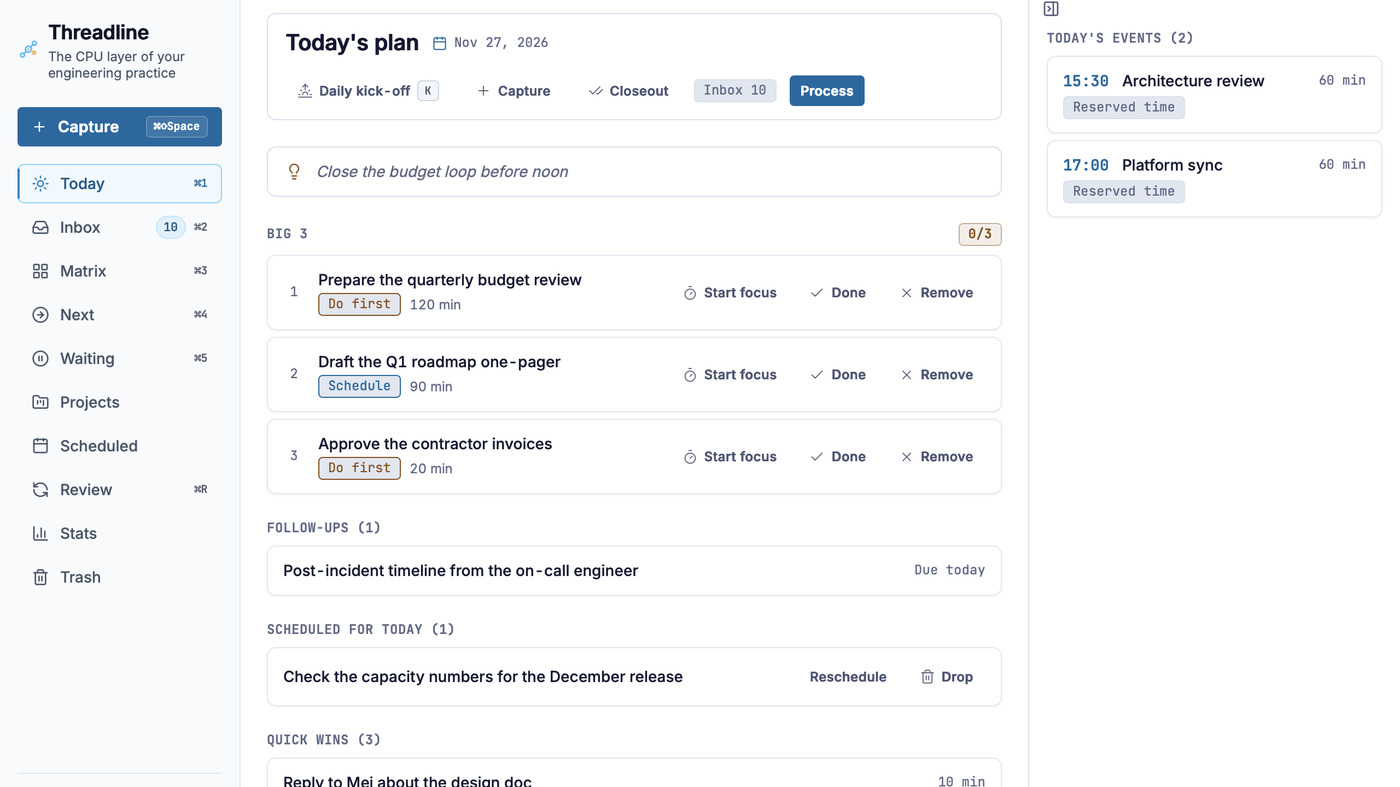 Threadline
The CPU layer of your
engineering practice
Capture ⌘⇧Space
Today ⌘1
Inbox 10 ⌘2
Matrix ⌘3
Next ⌘4
Waiting ⌘5
Projects
Scheduled
Review ⌘R
Stats
Trash
Today's plan Nov 27, 2026
Daily kick-off K Capture Closeout Inbox 10 Process
Close the budget loop before noon
BIG 3 0/3
1 Prepare the quarterly budget review
Do first 120 min Start focus Done Remove
2 Draft the Q1 roadmap one-pager
Schedule 90 min Start focus Done Remove
3 Approve the contractor invoices
Do first 20 min Start focus Done Remove
FOLLOW-UPS (1)
Post-incident timeline from the on-call engineer Due today
SCHEDULED FOR TODAY (1)
Check the capacity numbers for the December release Reschedule Drop
QUICK WINS (3)
Reply to Mei about the design doc 10 min
TODAY'S EVENTS (2)
15:30 Architecture review 60 min
Reserved time
17:00 Platform sync 60 min
Reserved time